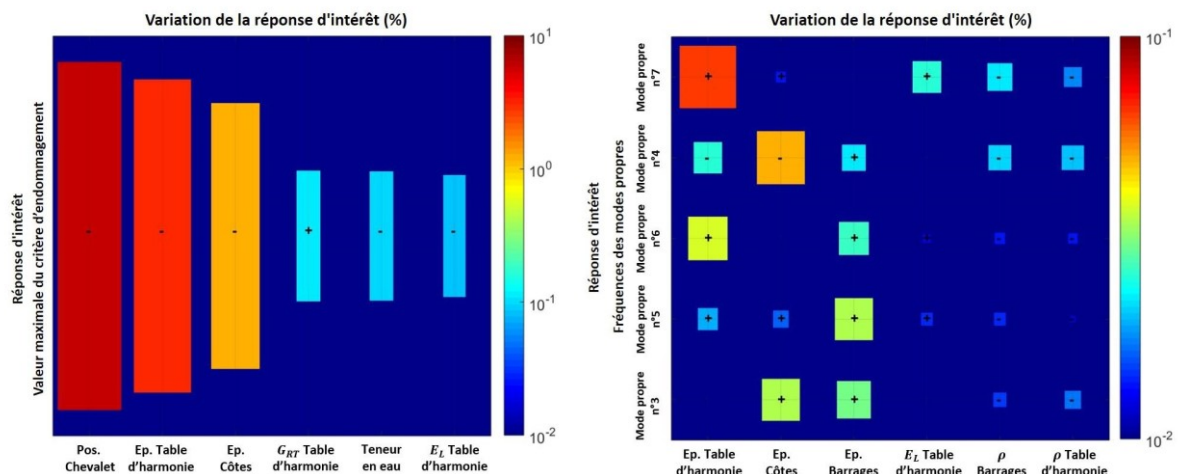 Variation de la réponse d'intérêt (%)
Réponse d'intérêt
Valeur maximale du critère d'endommagement
- - - + - -
10^1
10^0
10^-1
10^-2
Pos. Chevalet
Ep. Table d'harmonie
Ep. Côtes
G_RT Table d'harmonie
Teneur en eau
E_L Table d'harmonie
Variation de la réponse d'intérêt (%)
Réponse d'intérêt
Fréquences des modes propres
Mode propre n°7
+ + + - -
Mode propre n°4
- - + - -
Mode propre n°6
+ + - -
Mode propre n°5
+ + + + -
Mode propre n°3
+ + - -
10^-1
10^-2
Ep. Table d'harmonie
Ep. Côtes
Ep. Barrages
E_L Table d'harmonie
ρ Barrages
ρ Table d'harmonie